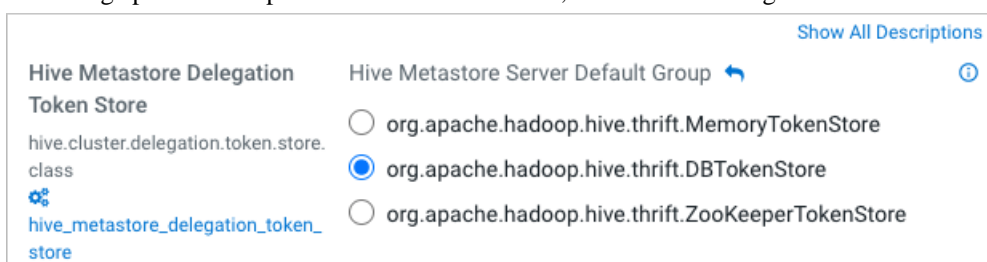 Show All Descriptions
Hive Metastore Delegation
Token Store
hive.cluster.delegation.token.store.
class
hive_metastore_delegation_token_
store
Hive Metastore Server Default Group
org.apache.hadoop.hive.thrift.MemoryTokenStore
org.apache.hadoop.hive.thrift.DBTokenStore
org.apache.hadoop.hive.thrift.ZooKeeperTokenStore